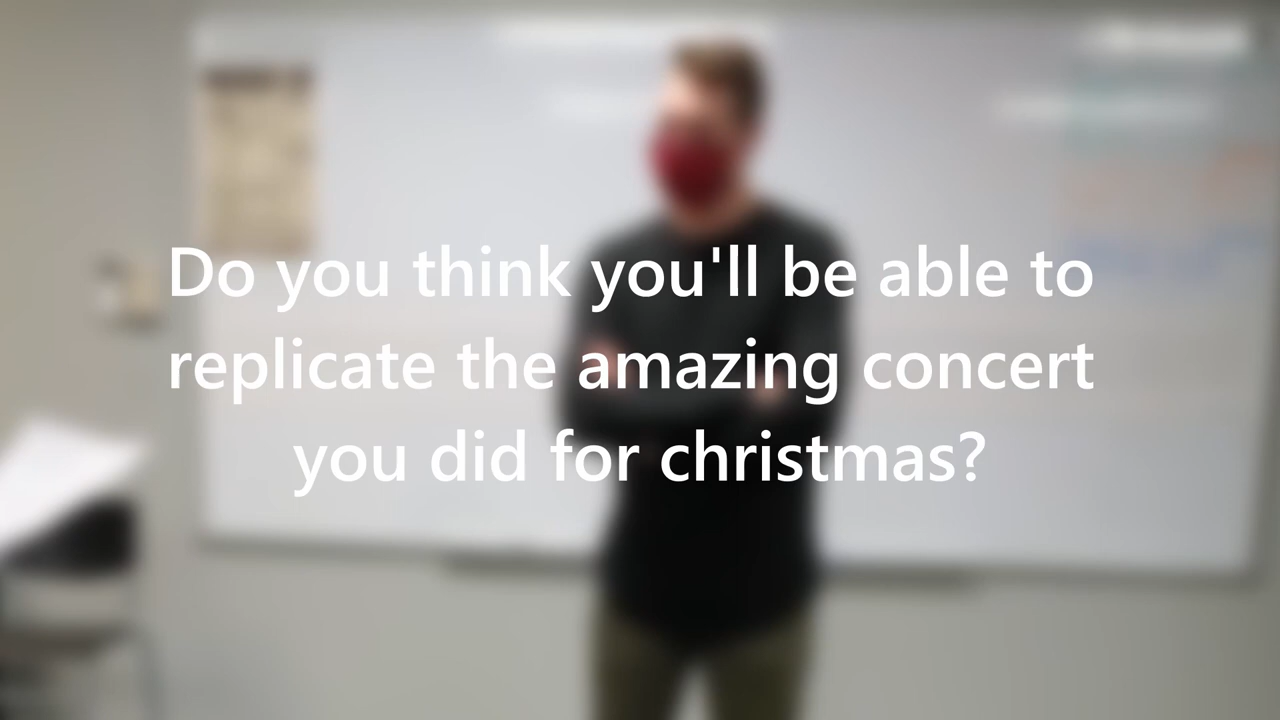 Do you think you'll be able to
replicate the amazing concert
you did for christmas?